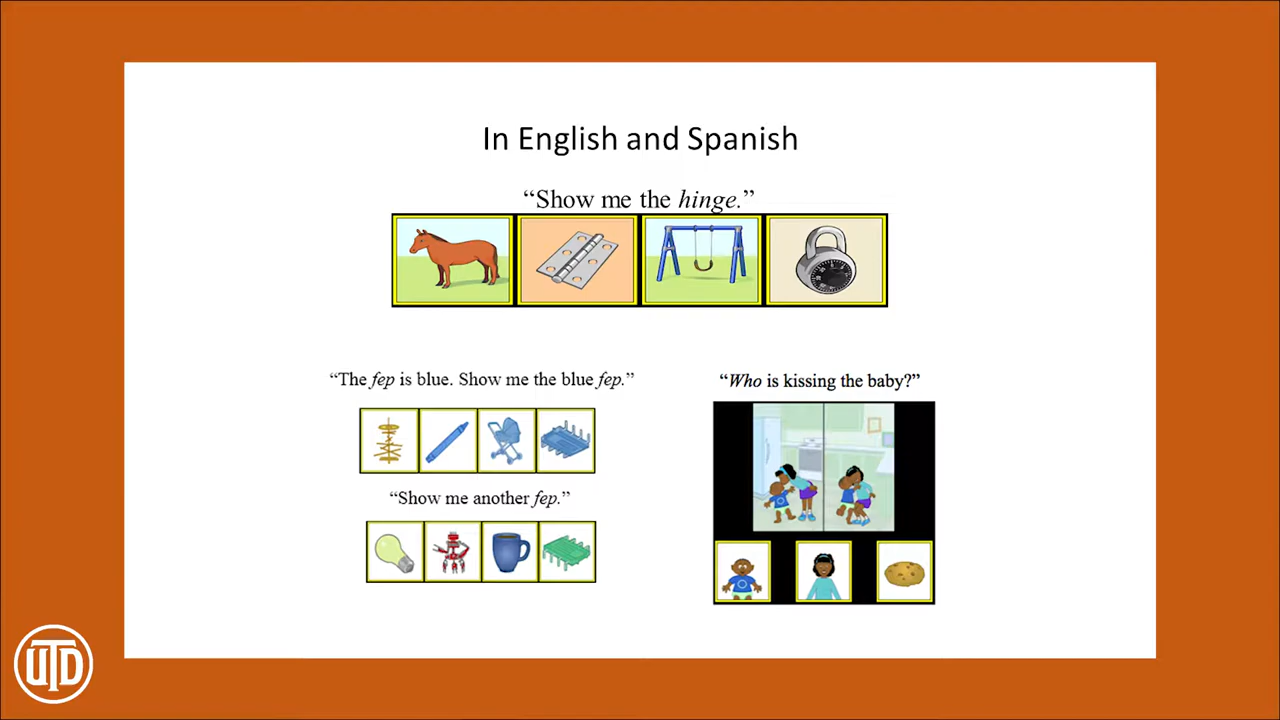 In English and Spanish
“Show me the hinge.”
“The fep is blue. Show me the blue fep.”
“Show me another fep.”
“Who is kissing the baby?”
UTD